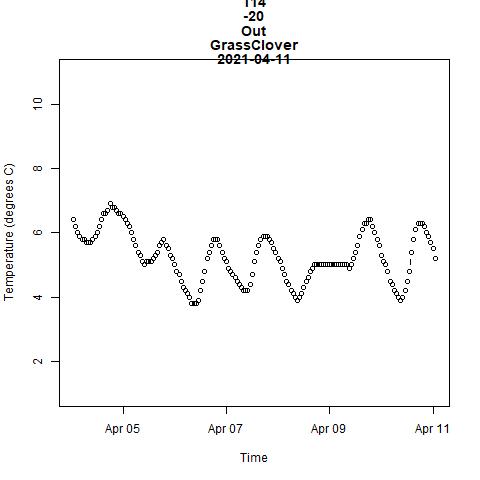 T14
-20
Out
GrassClover
2021-04-11
10
8
6
4
2
Temperature (degrees C)
Apr 05 Apr 07 Apr 09 Apr 11
Time